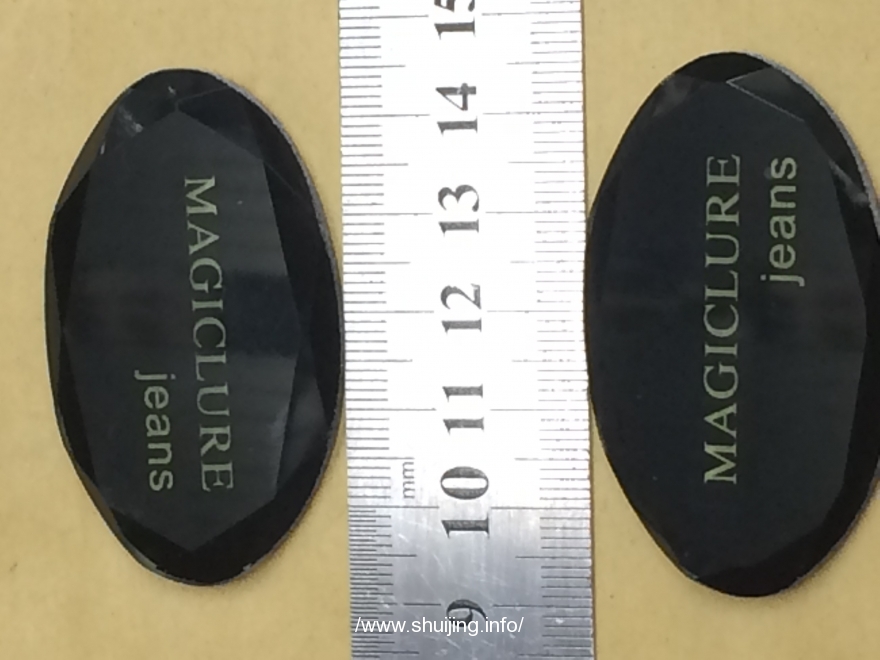 MAGICLURE
jeans
15
14
13
12
11
10
9
mm
MAGICLURE
jeans
/www.shuijing.info/